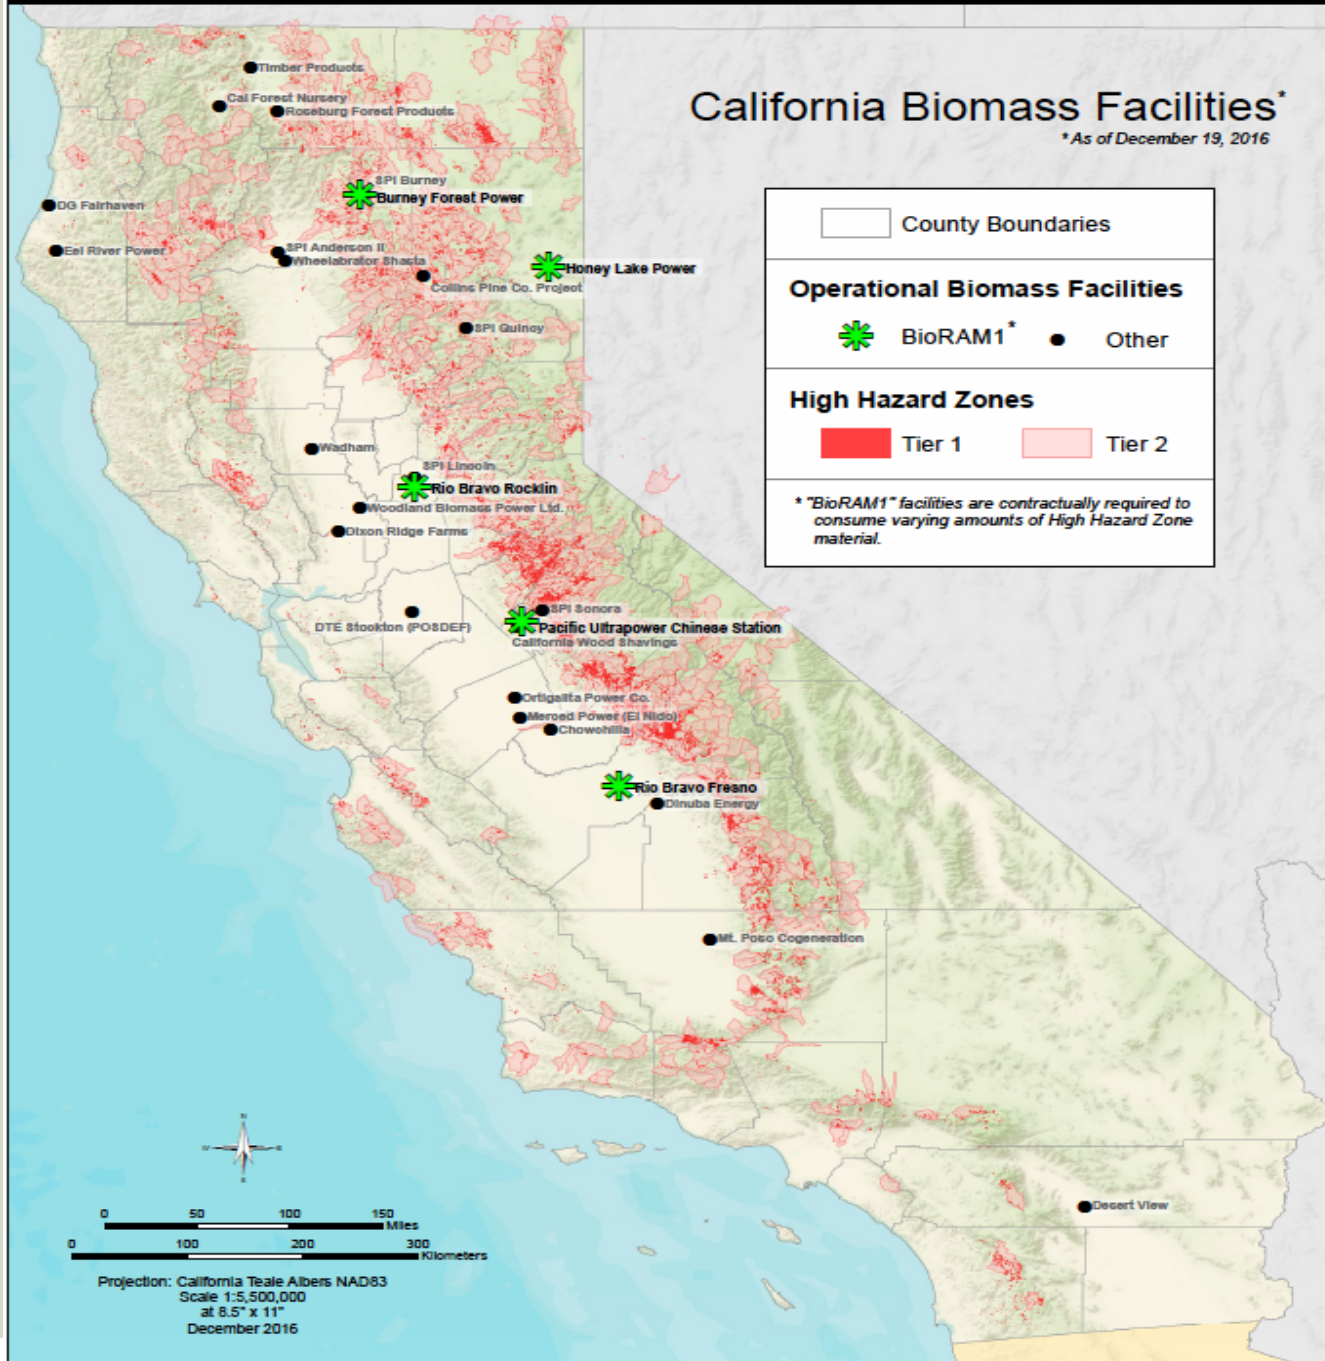 California Biomass Facilities*
*As of December 19, 2016
County Boundaries
Operational Biomass Facilities
BioRAM1*
Other
High Hazard Zones
Tier 1
Tier 2
* "BioRAM1" facilities are contractually required to
consume varying amounts of High Hazard Zone
material.
Timber Products
Cal Forest Nursery
Roseburg Forest Products
SPI Burney
Burney Forest Power
DG Fairhaven
Eel River Power
SPI Anderson II
Wheelabrator Shasta
Honey Lake Power
Collins Pine Co. Project
SPI Quincy
Wadham
SPI Lincoln
Rio Bravo Rocklin
Woodland Biomass Power Ltd.
Dixon Ridge Farms
SPI Sonora
DTE Stockton (POSDEF)
Pacific Ultrapower Chinese Station
California Wood Shavings
Ortigalita Power Co.
Merced Power (El Nido)
Chowchilla
Rio Bravo Fresno
Dinuba Energy
Mt. Poso Cogeneration
Desert View
N
W
E
S
0 50 100 150
Miles
0 100 200 300
Kilometers
Projection: California Teale Albers NAD83
Scale 1:5,500,000
at 8.5" x 11"
December 2016